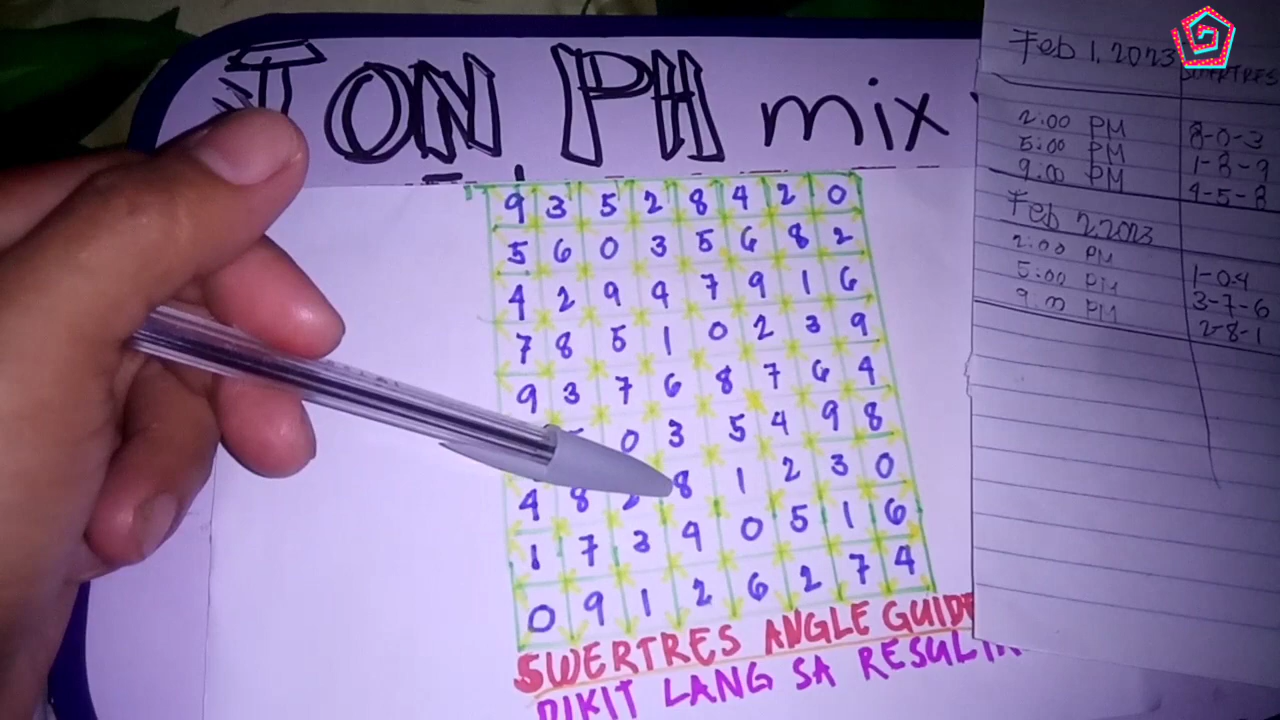 JON PH mix
9 3 5 2 8 4 2 0
5 6 0 3 5 6 8 2
4 2 9 9 7 9 1 6
7 8 5 1 0 2 3 9
9 3 7 6 8 7 6 4
0 3 5 4 9 8
4 8 8 1 2 3 0
1 7 3 9 0 5 1 6
0 9 1 2 6 2 7 4
SWERTRES ANGLE GUIDE
DIKIT LANG SA RESULTA
Feb 1, 2023 SWERTRES
2:00 PM 8-0-3
5:00 PM 1-8-9
9:00 PM 4-5-8
Feb 2 2023
2:00 PM 1-0-4
5:00 PM 3-7-6
9:00 PM 2-8-1